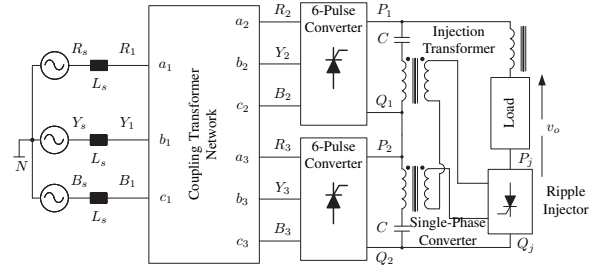 R_s
R_1
L_s
Y_s
Y_1
L_s
N
B_s
B_1
L_s
a_1
b_1
c_1
Coupling Transformer
Network
a_2
b_2
c_2
a_3
b_3
c_3
R_2
Y_2
B_2
R_3
Y_3
B_3
6-Pulse
Converter
6-Pulse
Converter
P_1
C
Q_1
P_2
C
Q_2
Injection
Transformer
Single-Phase
Converter
Load
v_o
P_j
Ripple
Injector
Q_j